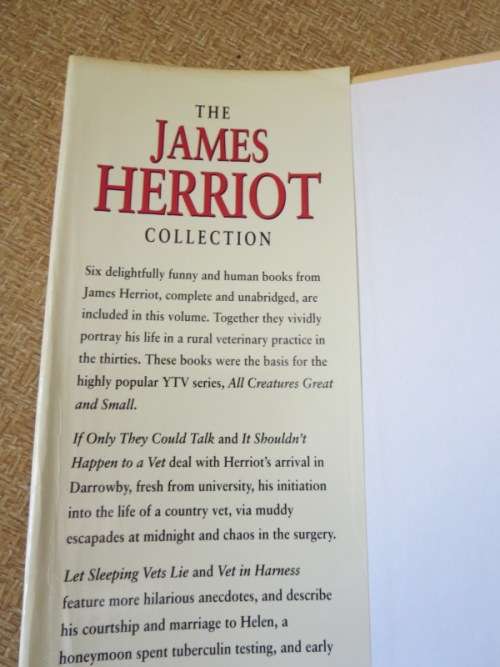 THE
JAMES
HERRIOT
COLLECTION
Six delightfully funny and human books from
James Herriot, complete and unabridged, are
included in this volume. Together they vividly
portray his life in a rural veterinary practice in
the thirties. These books were the basis for the
highly popular YTV series, All Creatures Great
and Small.
If Only They Could Talk and It Shouldn't
Happen to a Vet deal with Herriot's arrival in
Darrowby, fresh from university, his initiation
into the life of a country vet, via muddy
escapades at midnight and chaos in the surgery.
Let Sleeping Vets Lie and Vet in Harness
feature more hilarious anecdotes, and describe
his courtship and marriage to Helen, a
honeymoon spent tuberculin testing, and early